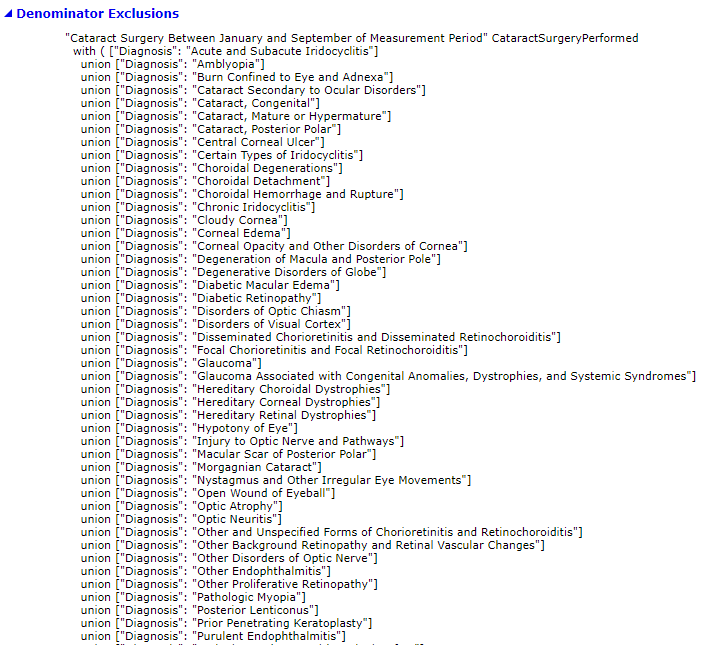 Denominator Exclusions
"Cataract Surgery Between January and September of Measurement Period" CataractSurgeryPerformed
with ( ["Diagnosis": "Acute and Subacute Iridocyclitis"]
union ["Diagnosis": "Amblyopia"]
union ["Diagnosis": "Burn Confined to Eye and Adnexa"]
union ["Diagnosis": "Cataract Secondary to Ocular Disorders"]
union ["Diagnosis": "Cataract, Congenital"]
union ["Diagnosis": "Cataract, Mature or Hypermature"]
union ["Diagnosis": "Cataract, Posterior Polar"]
union ["Diagnosis": "Central Corneal Ulcer"]
union ["Diagnosis": "Certain Types of Iridocyclitis"]
union ["Diagnosis": "Choroidal Degenerations"]
union ["Diagnosis": "Choroidal Detachment"]
union ["Diagnosis": "Choroidal Hemorrhage and Rupture"]
union ["Diagnosis": "Chronic Iridocyclitis"]
union ["Diagnosis": "Cloudy Cornea"]
union ["Diagnosis": "Corneal Edema"]
union ["Diagnosis": "Corneal Opacity and Other Disorders of Cornea"]
union ["Diagnosis": "Degeneration of Macula and Posterior Pole"]
union ["Diagnosis": "Degenerative Disorders of Globe"]
union ["Diagnosis": "Diabetic Macular Edema"]
union ["Diagnosis": "Diabetic Retinopathy"]
union ["Diagnosis": "Disorders of Optic Chiasm"]
union ["Diagnosis": "Disorders of Visual Cortex"]
union ["Diagnosis": "Disseminated Chorioretinitis and Disseminated Retinochoroiditis"]
union ["Diagnosis": "Focal Chorioretinitis and Focal Retinochoroiditis"]
union ["Diagnosis": "Glaucoma"]
union ["Diagnosis": "Glaucoma Associated with Congenital Anomalies, Dystrophies, and Systemic Syndromes"]
union ["Diagnosis": "Hereditary Choroidal Dystrophies"]
union ["Diagnosis": "Hereditary Corneal Dystrophies"]
union ["Diagnosis": "Hereditary Retinal Dystrophies"]
union ["Diagnosis": "Hypotony of Eye"]
union ["Diagnosis": "Injury to Optic Nerve and Pathways"]
union ["Diagnosis": "Macular Scar of Posterior Polar"]
union ["Diagnosis": "Morgagnian Cataract"]
union ["Diagnosis": "Nystagmus and Other Irregular Eye Movements"]
union ["Diagnosis": "Open Wound of Eyeball"]
union ["Diagnosis": "Optic Atrophy"]
union ["Diagnosis": "Optic Neuritis"]
union ["Diagnosis": "Other and Unspecified Forms of Chorioretinitis and Retinochoroiditis"]
union ["Diagnosis": "Other Background Retinopathy and Retinal Vascular Changes"]
union ["Diagnosis": "Other Disorders of Optic Nerve"]
union ["Diagnosis": "Other Endophthalmitis"]
union ["Diagnosis": "Other Proliferative Retinopathy"]
union ["Diagnosis": "Pathologic Myopia"]
union ["Diagnosis": "Posterior Lenticonus"]
union ["Diagnosis": "Prior Penetrating Keratoplasty"]
union ["Diagnosis": "Purulent Endophthalmitis"]